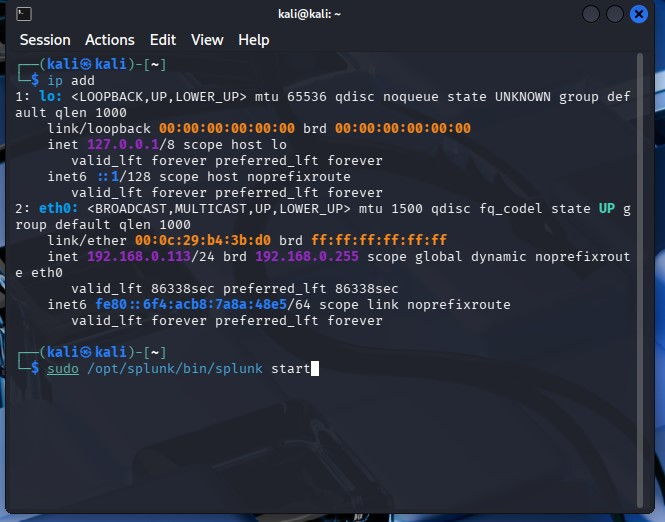 kali@kali: ~
Session Actions Edit View Help
┌──(kali㉿kali)-[~]
└─$ ip add
1: lo: <LOOPBACK,UP,LOWER_UP> mtu 65536 qdisc noqueue state UNKNOWN group def
ault qlen 1000
    link/loopback 00:00:00:00:00:00 brd 00:00:00:00:00:00
    inet 127.0.0.1/8 scope host lo
       valid_lft forever preferred_lft forever
    inet6 ::1/128 scope host noprefixroute
       valid_lft forever preferred_lft forever
2: eth0: <BROADCAST,MULTICAST,UP,LOWER_UP> mtu 1500 qdisc fq_codel state UP g
roup default qlen 1000
    link/ether 00:0c:29:b4:3b:d0 brd ff:ff:ff:ff:ff:ff
    inet 192.168.0.113/24 brd 192.168.0.255 scope global dynamic noprefixrout
e eth0
       valid_lft 86338sec preferred_lft 86338sec
    inet6 fe80::6f4:acb8:7a8a:48e5/64 scope link noprefixroute
       valid_lft forever preferred_lft forever
┌──(kali㉿kali)-[~]
└─$ sudo /opt/splunk/bin/splunk start